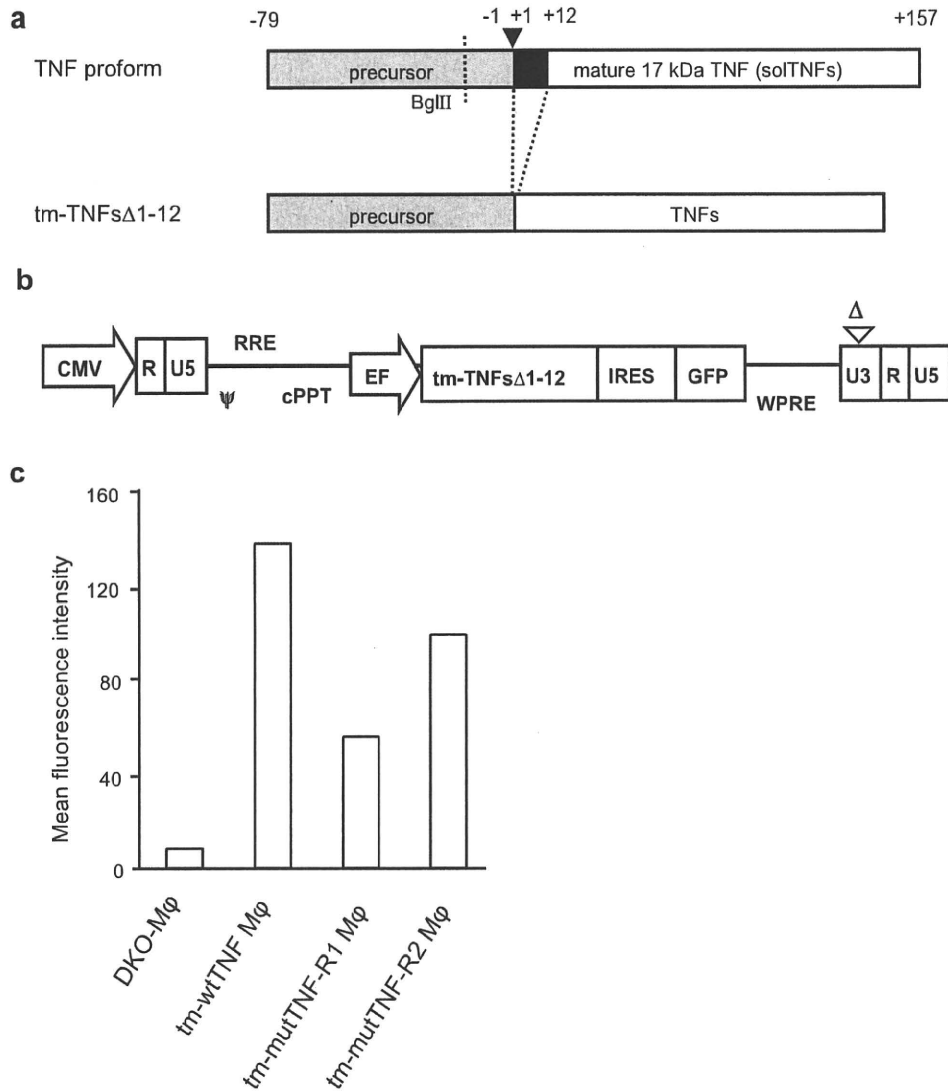 a
-79 -1 +1 +12 +157
TNF proform
precursor
mature 17 kDa TNF (solTNFs)
BglII
tm-TNFsΔ1-12
precursor
TNFs
b
CMV R U5 RRE ψ cPPT EF tm-TNFsΔ1-12 IRES GFP WPRE Δ U3 R U5
c
Mean fluorescence intensity
160
120
80
40
0
DKO-Mφ
tm-wtTNF Mφ
tm-mutTNF-R1 Mφ
tm-mutTNF-R2 Mφ